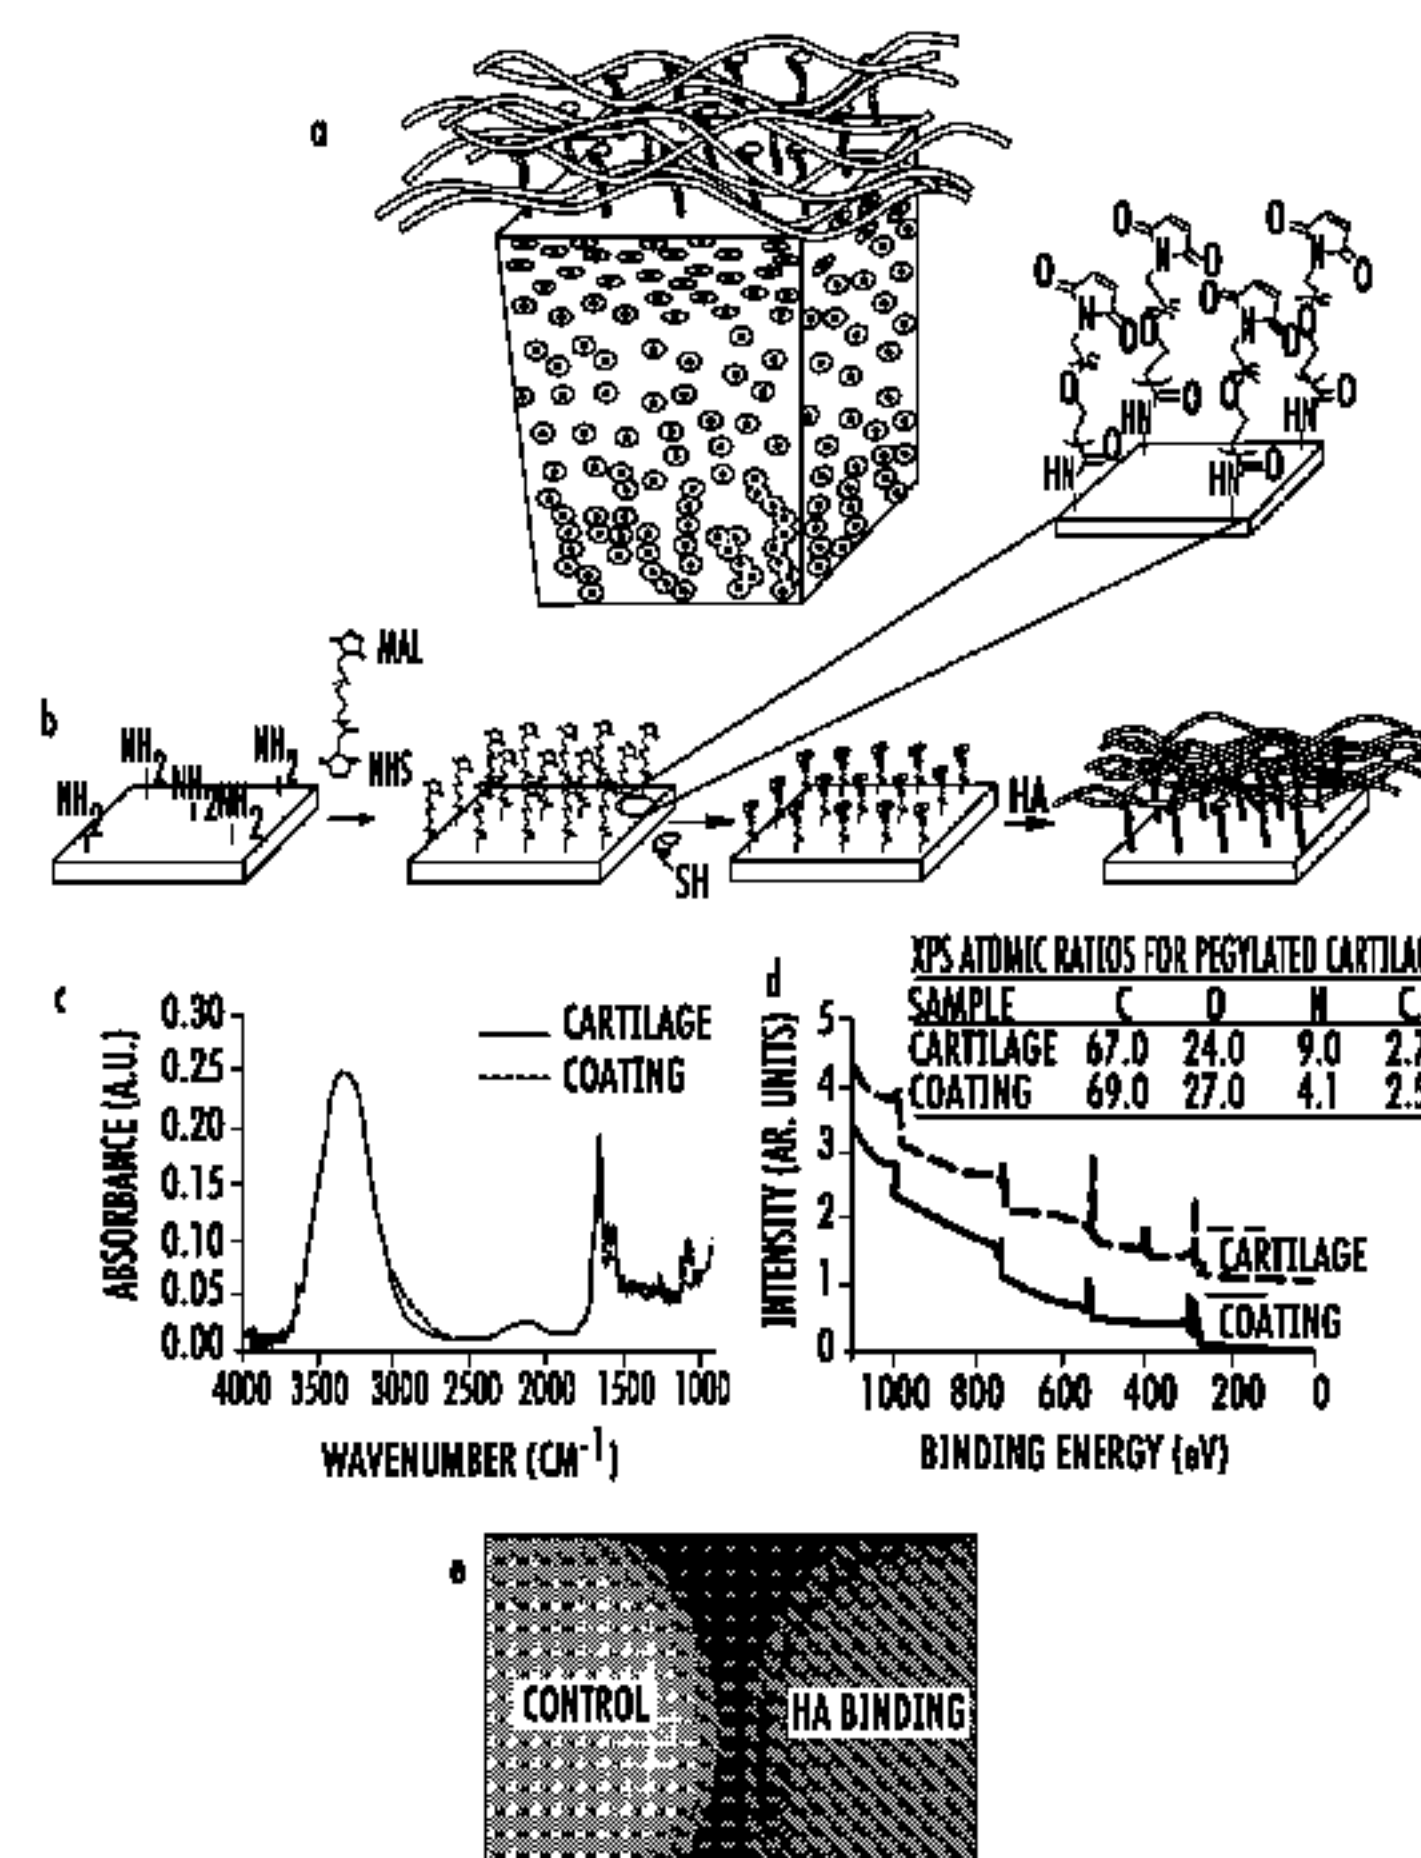 a
O O
O O O
O O
N N
N N
O O
O O
O O
HN HN
HN HN
b
MAL
NHS
NH2 NH2 NH2
NH2 NH2
SH
HA
c
0.30
0.25
0.20
0.15
0.10
0.05
0.00
ABSORBANCE (A.U.)
CARTILAGE
COATING
4000 3500 3000 2500 2000 1500 1000
WAVENUMBER (CM-1)
d
XPS ATOMIC RATIOS FOR PEGYLATED
SAMPLE C O N
CARTILAGE 67.0 24.0 9.0
COATING 69.0 27.0 4.1
5
4
3
2
1
0
INTENSITY (AR. UNITS)
CARTILAGE
COATING
1000 800 600 400 200 0
BINDING ENERGY (eV)
e
CONTROL
HA BINDING